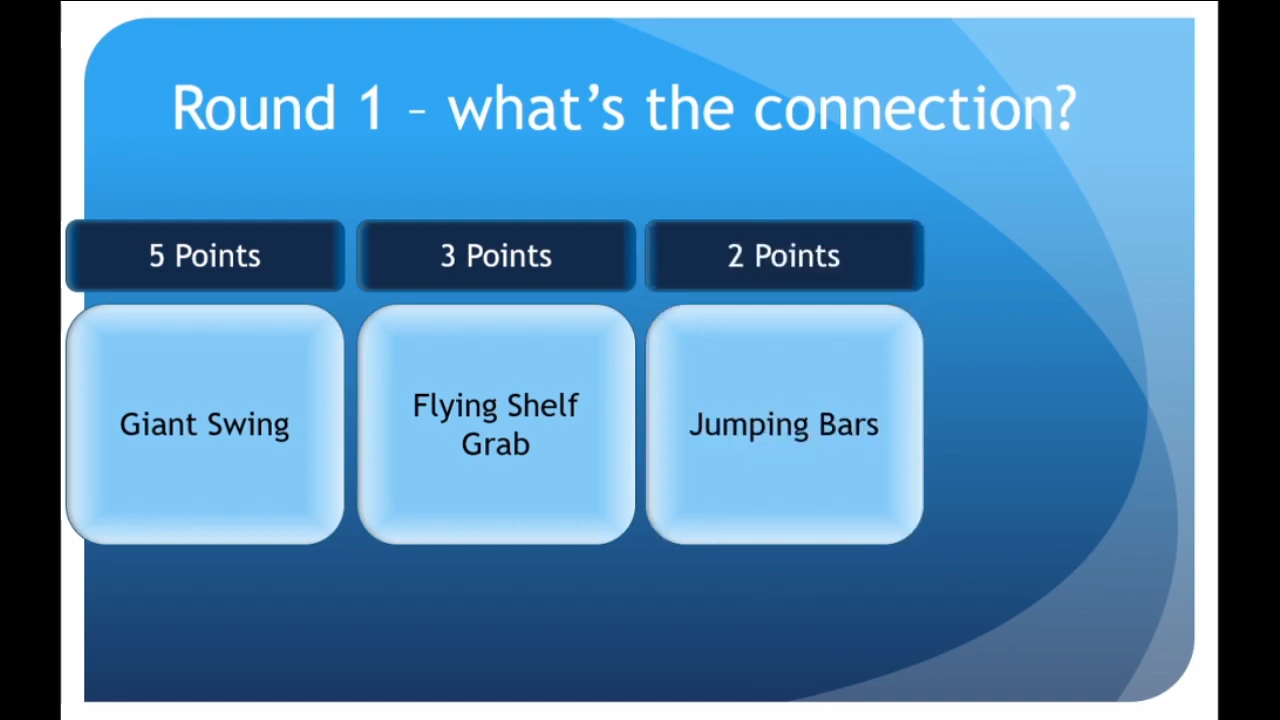 Round 1 – what’s the connection?
5 Points
3 Points
2 Points
Giant Swing
Flying Shelf
Grab
Jumping Bars